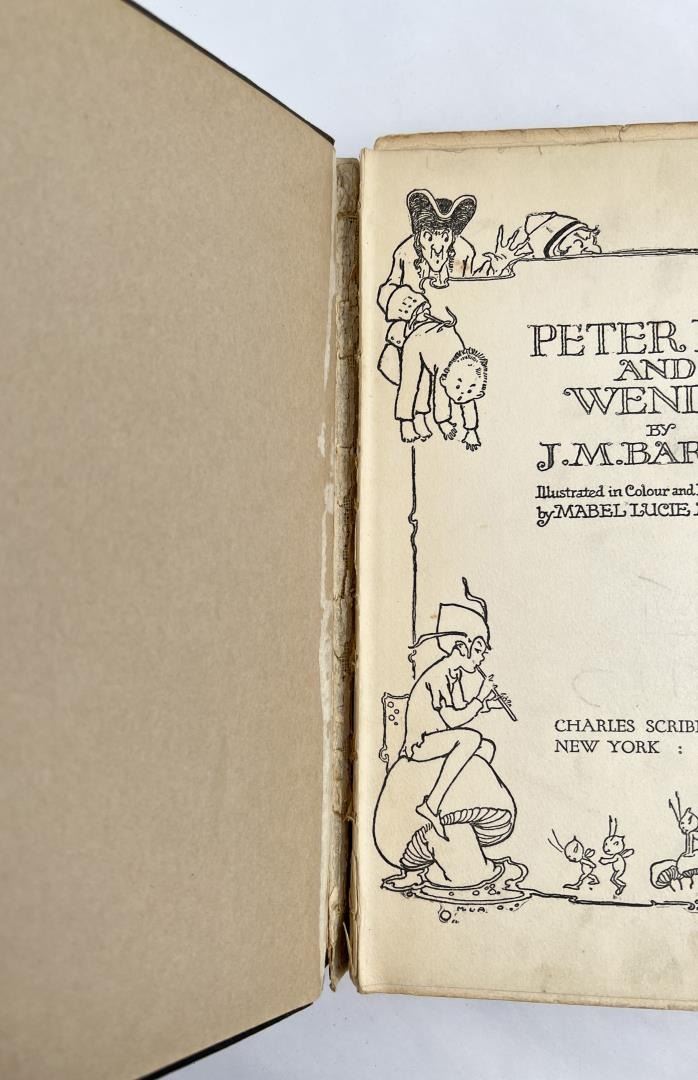 PETER
AND
WEND
BY
J.M.BAR
Illustrated in Colour and
by MABEL LUCIE
CHARLES SCRIB
NEW YORK :
M.L.A.